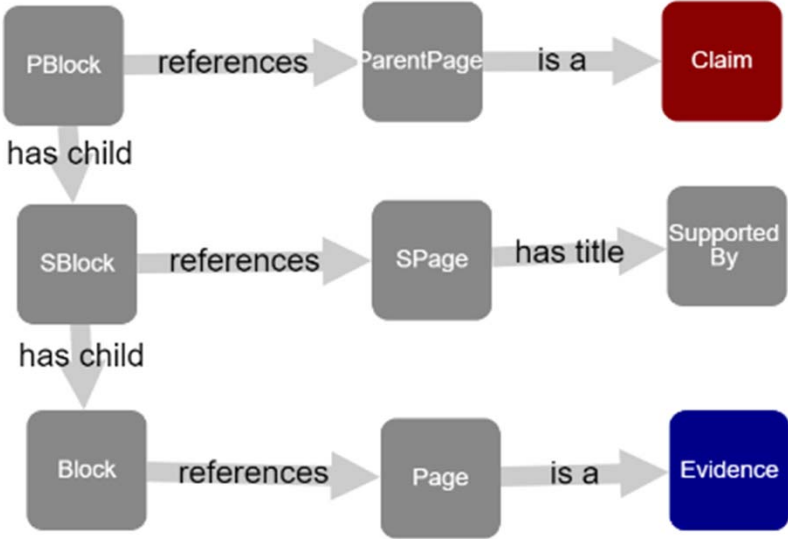 PBlock references ParentPage is a Claim
has child
SBlock references SPage has title Supported
By
has child
Block references Page is a Evidence